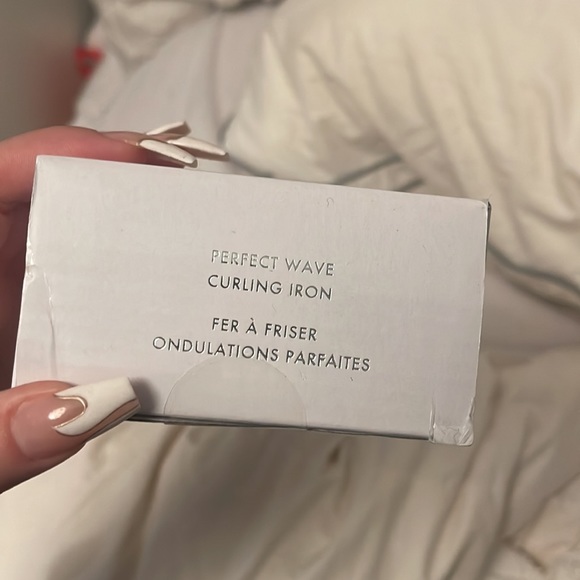 PERFECT WAVE
CURLING IRON
FER À FRISER
ONDULATIONS PARFAITES